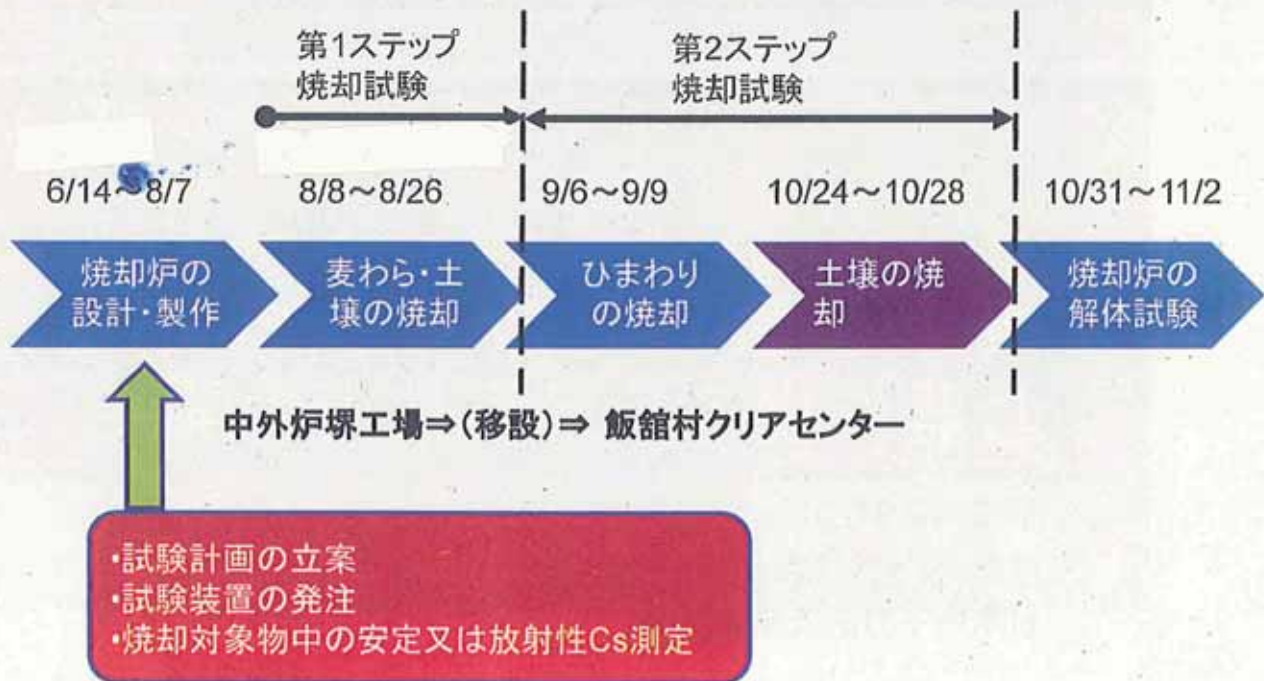 第1ステップ
焼却試験
第2ステップ
焼却試験
6/14～8/7
8/8～8/26
9/6～9/9
10/24～10/28
10/31～11/2
焼却炉の
設計・製作
麦わら・土
壌の焼却
ひまわり
の焼却
土壌の焼
却
焼却炉の
解体試験
中外炉堺工場⇒(移設)⇒ 飯舘村クリアセンター
・試験計画の立案
・試験装置の発注
・焼却対象物中の安定又は放射性Cs測定